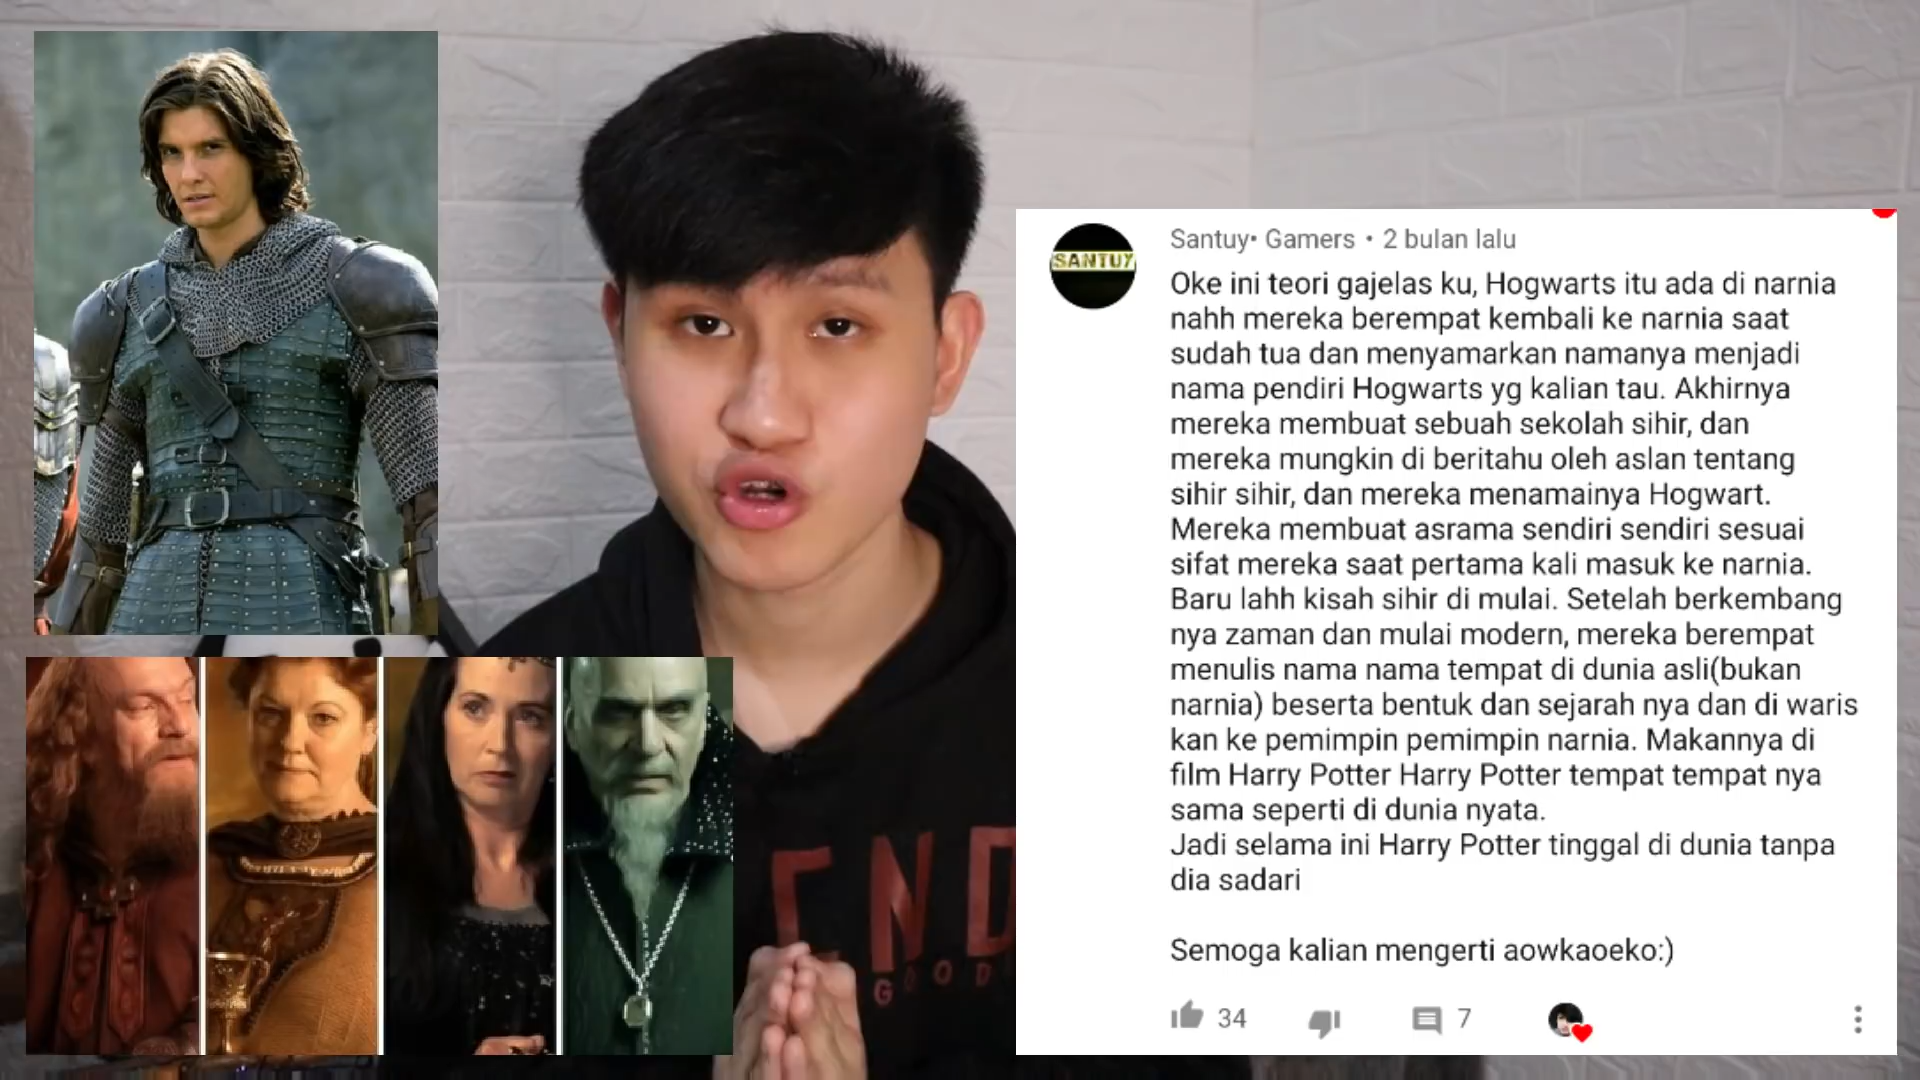 Santuy• Gamers • 2 bulan lalu
SANTUY
Oke ini teori gajelas ku, Hogwarts itu ada di narnia
nahh mereka berempat kembali ke narnia saat
sudah tua dan menyamarkan namanya menjadi
nama pendiri Hogwarts yg kalian tau. Akhirnya
mereka membuat sebuah sekolah sihir, dan
mereka mungkin di beritahu oleh aslan tentang
sihir sihir, dan mereka menamainya Hogwart.
Mereka membuat asrama sendiri sendiri sesuai
sifat mereka saat pertama kali masuk ke narnia.
Baru lahh kisah sihir di mulai. Setelah berkembang
nya zaman dan mulai modern, mereka berempat
menulis nama nama tempat di dunia asli(bukan
narnia) beserta bentuk dan sejarah nya dan di waris
kan ke pemimpin pemimpin narnia. Makannya di
film Harry Potter Harry Potter tempat tempat nya
sama seperti di dunia nyata.
Jadi selama ini Harry Potter tinggal di dunia tanpa
dia sadari
Semoga kalian mengerti aowkaoeko:)
34
7
END
GOOD